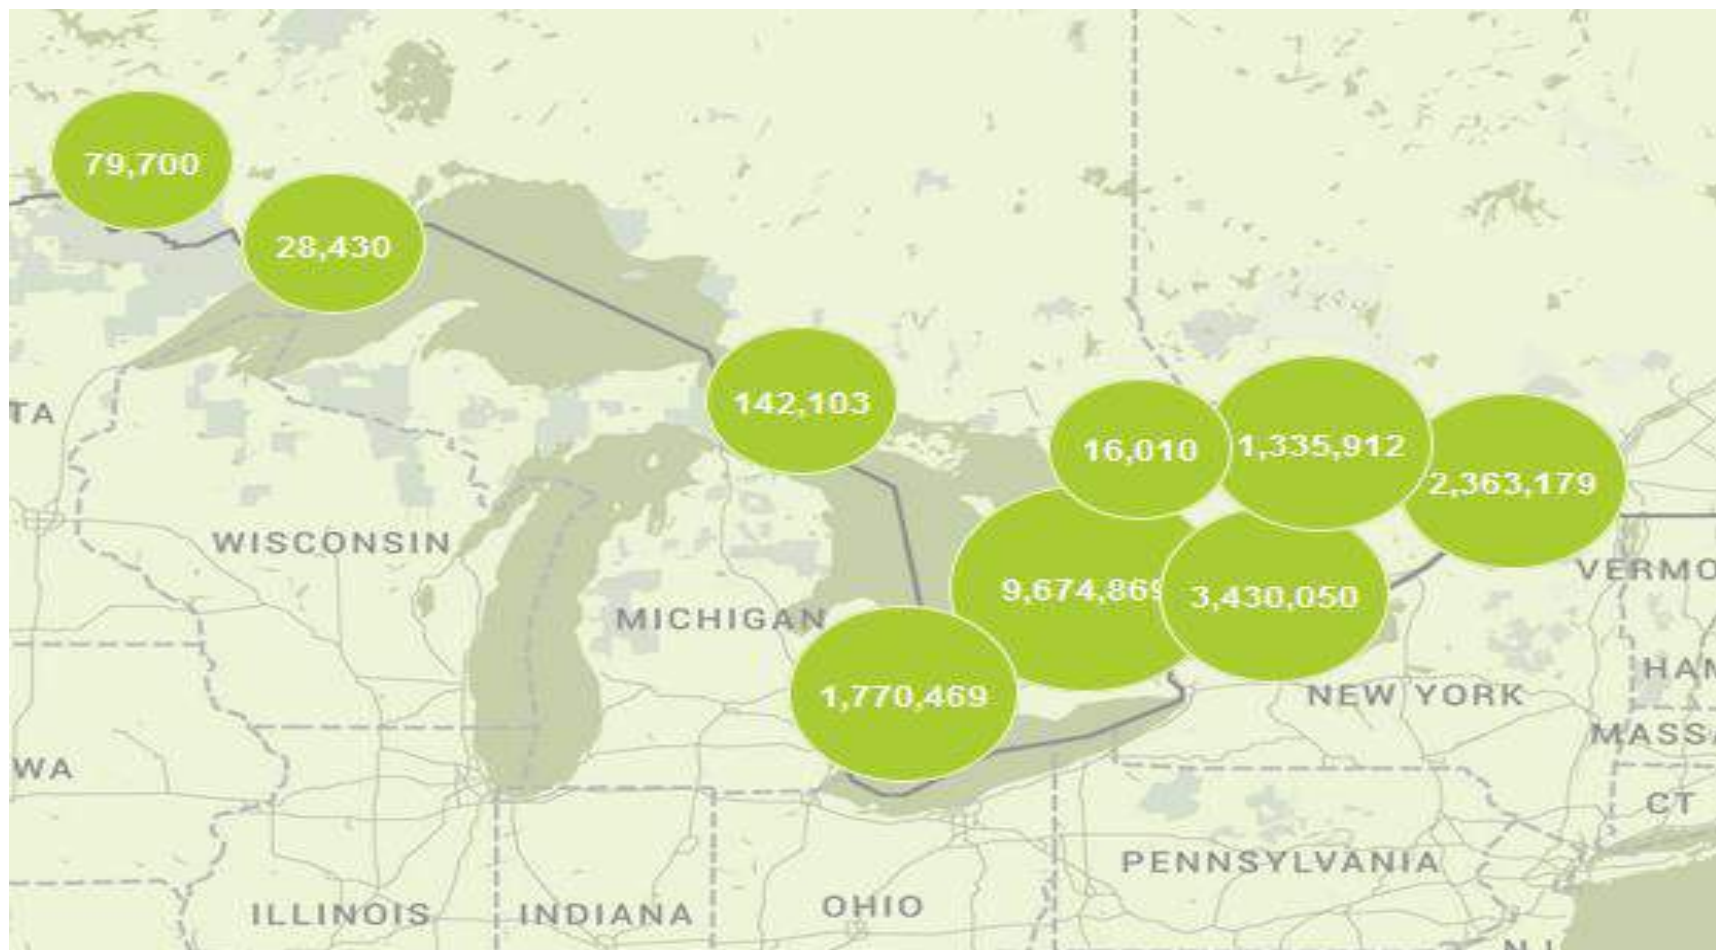 79,700
28,430
142,103
TA
16,010
1,335,912
2,363,179
WISCONSIN
VERMO
9,674,869
3,430,050
MICHIGAN
HAM
1,770,469
NEW YORK
MASS
WA
CT
PENNSYLVANIA
ILLINOIS
INDIANA
OHIO